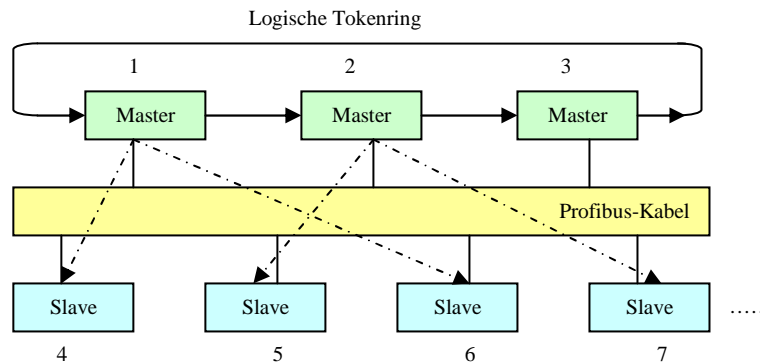 Logische Tokenring
1 2 3
Master Master Master
Profibus-Kabel
Slave Slave Slave Slave .....
4 5 6 7